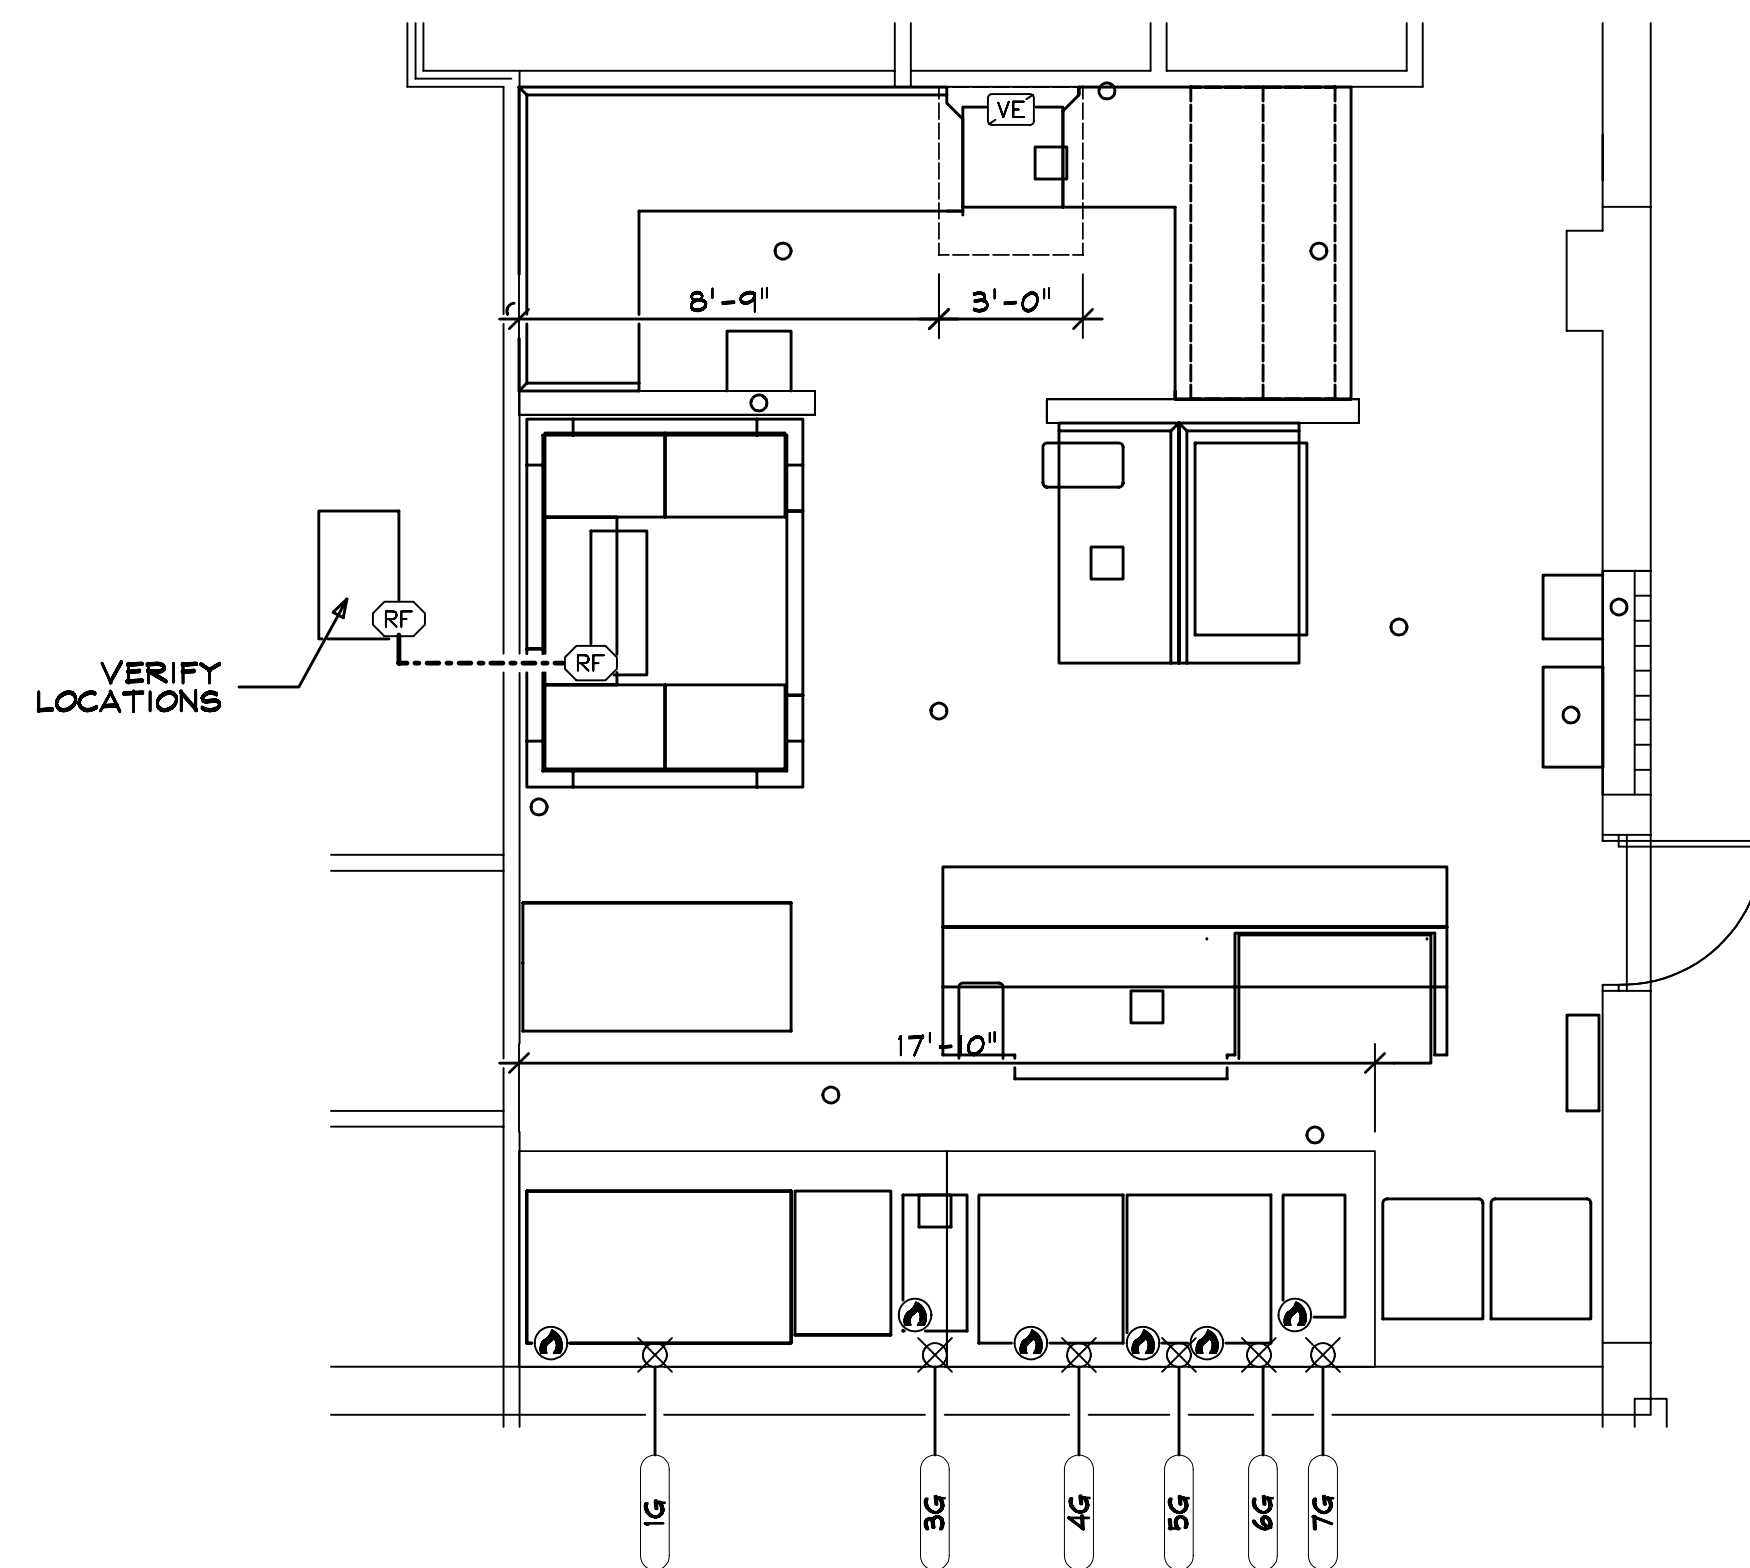 VE
8'-9"
3'-0"
RF
RF
VERIFY
LOCATIONS
17'-10"
1G
3G
4G
5G
6G
7G